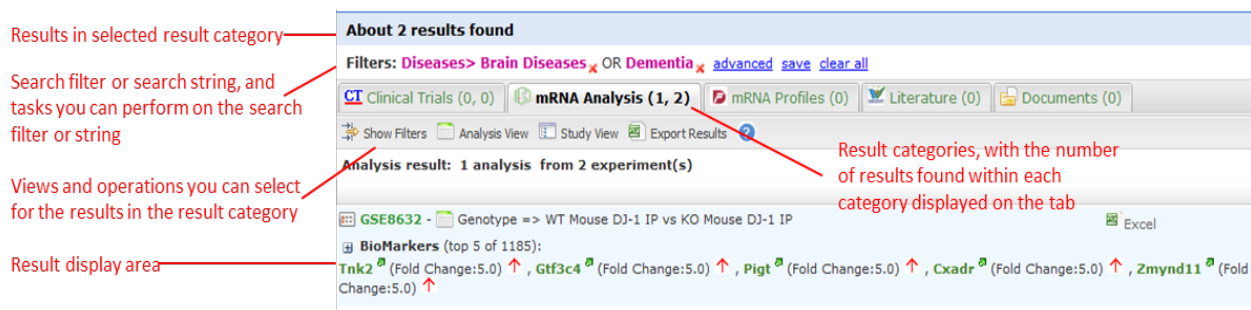 Results in selected result category
Search filter or search string, and
tasks you can perform on the search
filter or string
Views and operations you can select
for the results in the result category
Result display area
About 2 results found
Filters: Diseases> Brain Diseases x OR Dementia x advanced save clear all
CT Clinical Trials (0, 0) mRNA Analysis (1, 2) P mRNA Profiles (0) Literature (0) Documents (0)
Show Filters Analysis View Study View Export Results ?
Analysis result: 1 analysis from 2 experiment(s)
Result categories, with the number
of results found within each
category displayed on the tab
GSE8632 - Genotype => WT Mouse DJ-1 IP vs KO Mouse DJ-1 IP Excel
BioMarkers (top 5 of 1185):
Tnk2 (Fold Change:5.0) ↑ , Gtf3c4 (Fold Change:5.0) ↑ , Pigt (Fold Change:5.0) ↑ , Cxadr (Fold Change:5.0) ↑ , Zmynd11 (Fold
Change:5.0) ↑